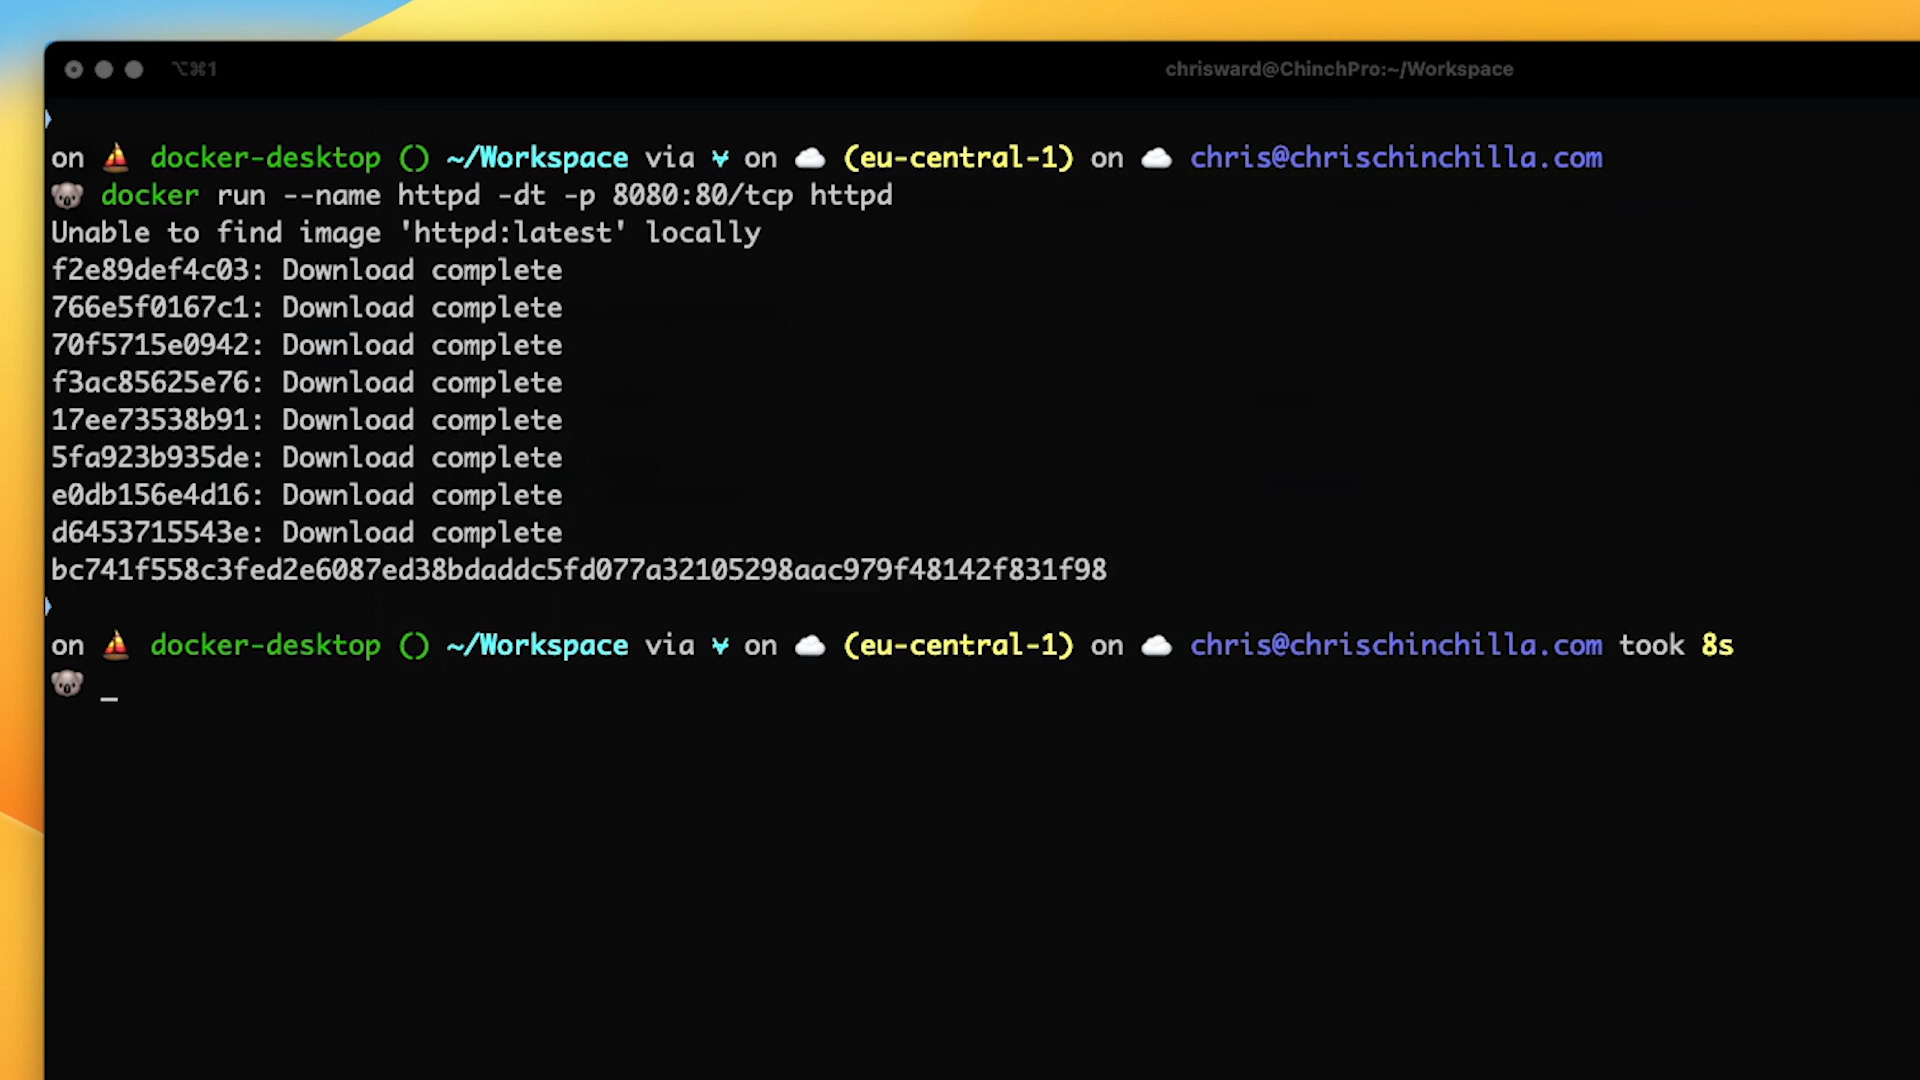 ⌥⌘1
chrisward@ChinchPro:~/Workspace
on docker-desktop () ~/Workspace via on (eu-central-1) on chris@chrischinchilla.com
docker run --name httpd -dt -p 8080:80/tcp httpd
Unable to find image 'httpd:latest' locally
f2e89def4c03: Download complete
766e5f0167c1: Download complete
70f5715e0942: Download complete
f3ac85625e76: Download complete
17ee73538b91: Download complete
5fa923b935de: Download complete
e0db156e4d16: Download complete
d6453715543e: Download complete
bc741f558c3fed2e6087ed38bdaddc5fd077a32105298aac979f48142f831f98
on docker-desktop () ~/Workspace via on (eu-central-1) on chris@chrischinchilla.com took 8s
_